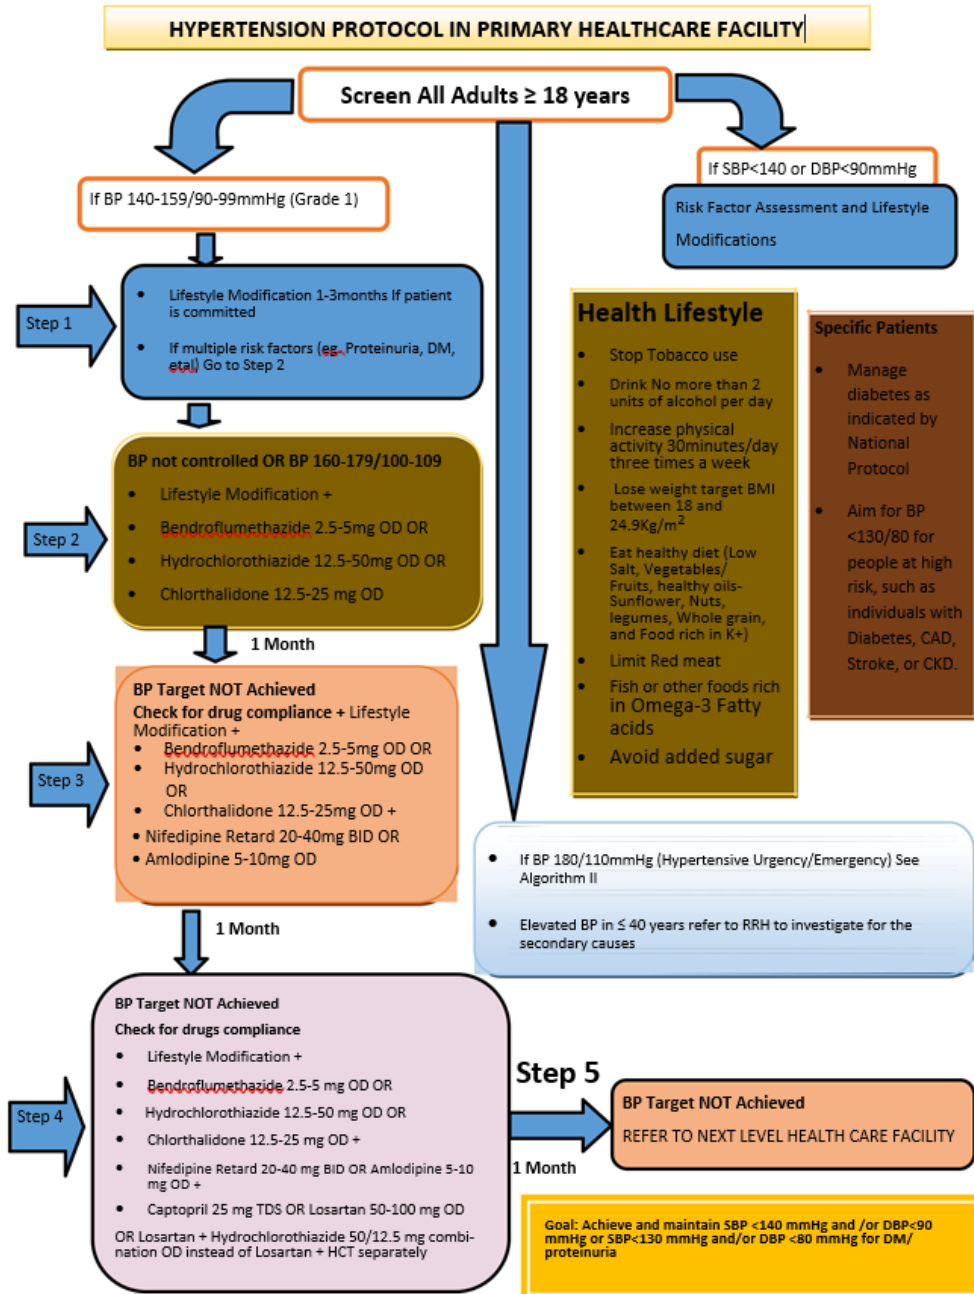 HYPERTENSION PROTOCOL IN PRIMARY HEALTHCARE FACILITY
Screen All Adults ≥ 18 years
If BP 140-159/90-99mmHg (Grade 1)
If SBP<140 or DBP<90mmHg
Risk Factor Assessment and Lifestyle
Modifications
Step 1
• Lifestyle Modification 1-3months If patient
is committed
• If multiple risk factors (eg. Proteinuria, DM,
etal) Go to Step 2
Step 2
BP not controlled OR BP 160-179/100-109
• Lifestyle Modification +
• Bendroflumethazide 2.5-5mg OD OR
• Hydrochlorothiazide 12.5-50mg OD OR
• Chlorthalidone 12.5-25 mg OD
1 Month
Step 3
BP Target NOT Achieved
Check for drug compliance + Lifestyle
Modification +
• Bendroflumethazide 2.5-5mg OD OR
• Hydrochlorothiazide 12.5-50mg OD
OR
• Chlorthalidone 12.5-25mg OD +
• Nifedipine Retard 20-40mg BID OR
• Amlodipine 5-10mg OD
1 Month
Step 4
BP Target NOT Achieved
Check for drugs compliance
• Lifestyle Modification +
• Bendroflumethazide 2.5-5 mg OD OR
• Hydrochlorothiazide 12.5-50 mg OD OR
• Chlorthalidone 12.5-25 mg OD +
• Nifedipine Retard 20-40 mg BID OR Amlodipine 5-10
mg OD +
• Captopril 25 mg TDS OR Losartan 50-100 mg OD
OR Losartan + Hydrochlorothiazide 50/12.5 mg combi-
nation OD instead of Losartan + HCT separately
Health Lifestyle
• Stop Tobacco use
• Drink No more than 2
units of alcohol per day
• Increase physical
activity 30minutes/day
three times a week
• Lose weight target BMI
between 18 and
24.9Kg/m²
• Eat healthy diet (Low
Salt, Vegetables/
Fruits, healthy oils-
Sunflower, Nuts,
legumes, Whole grain,
and Food rich in K+)
• Limit Red meat
• Fish or other foods rich
in Omega-3 Fatty
acids
• Avoid added sugar
Specific Patients
• Manage
diabetes as
indicated by
National
Protocol
• Aim for BP
<130/80 for
people at high
risk, such as
individuals with
Diabetes, CAD,
Stroke, or CKD.
• If BP 180/110mmHg (Hypertensive Urgency/Emergency) See
Algorithm II
• Elevated BP in ≤ 40 years refer to RRH to investigate for the
secondary causes
Step 5
1 Month
BP Target NOT Achieved
REFER TO NEXT LEVEL HEALTH CARE FACILITY
Goal: Achieve and maintain SBP <140 mmHg and /or DBP<90
mmHg or SBP<130 mmHg and/or DBP <80 mmHg for DM/
proteinuria